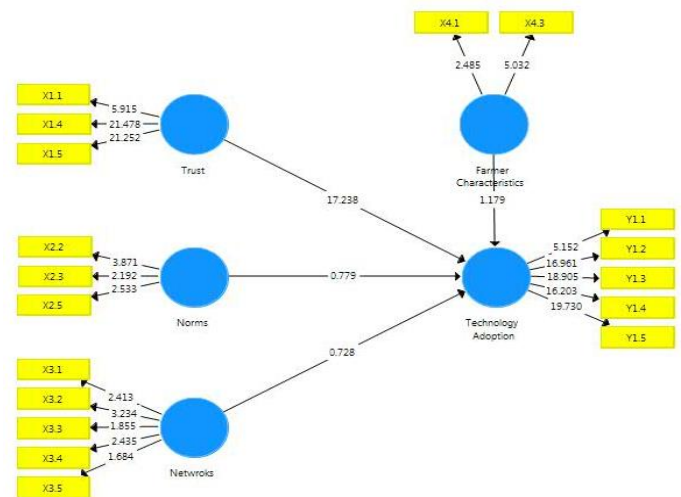 X4.1
X4.3
2.485
5.032
X1.1
X1.4
X1.5
5.915
21.478
21.252
Trust
Farmer
Characteristics
17.238
1.179
X2.2
X2.3
X2.5
3.871
2.192
2.533
Norms
0.779
Y1.1
Y1.2
Y1.3
Y1.4
Y1.5
5.152
16.961
18.905
16.203
19.730
Technology
Adoption
0.728
X3.1
X3.2
X3.3
X3.4
X3.5
2.413
3.234
1.855
2.435
1.684
Netwroks